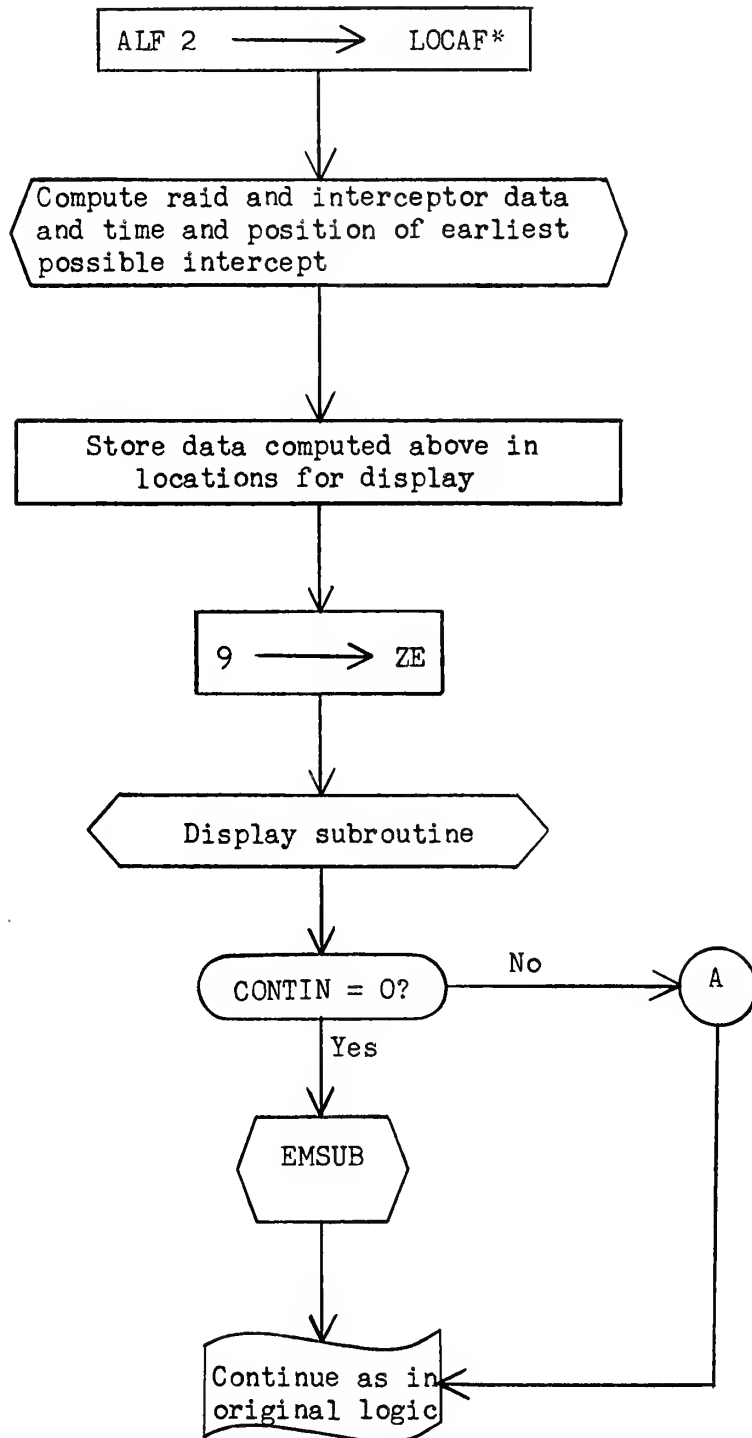 ALF 2 LOCAF*
Compute raid and interceptor data
and time and position of earliest
possible intercept
Store data computed above in
locations for display
9 ZE
Display subroutine
CONTIN = 0?
No
A
Yes
EMSUB
Continue as in
original logic